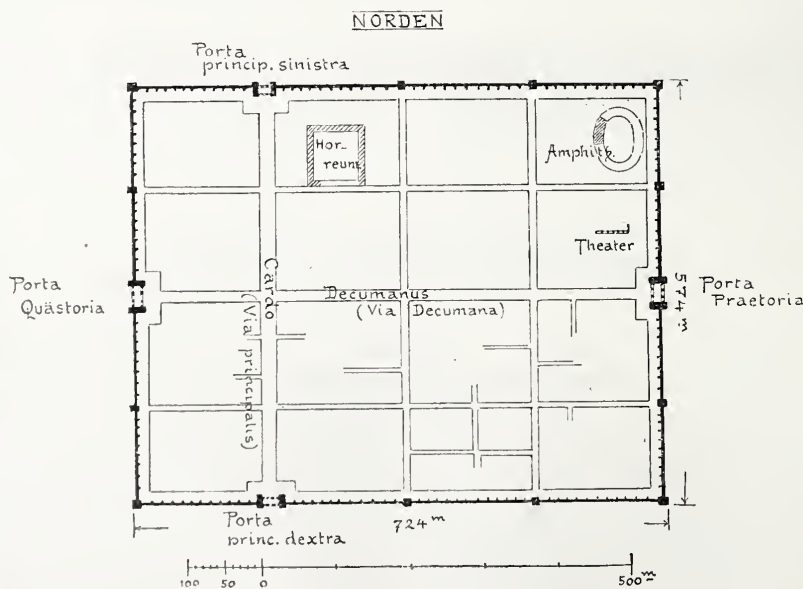 NORDEN
Porta
princip. sinistra
Hor-
reum
Amphith.
Theater
Porta
Quästoria
Cardo
(Via principalis)
Decumanus
(Via Decumana)
Porta
Praetoria
574 m
Porta
princ. dextra
724 m
100 50 0 500 m